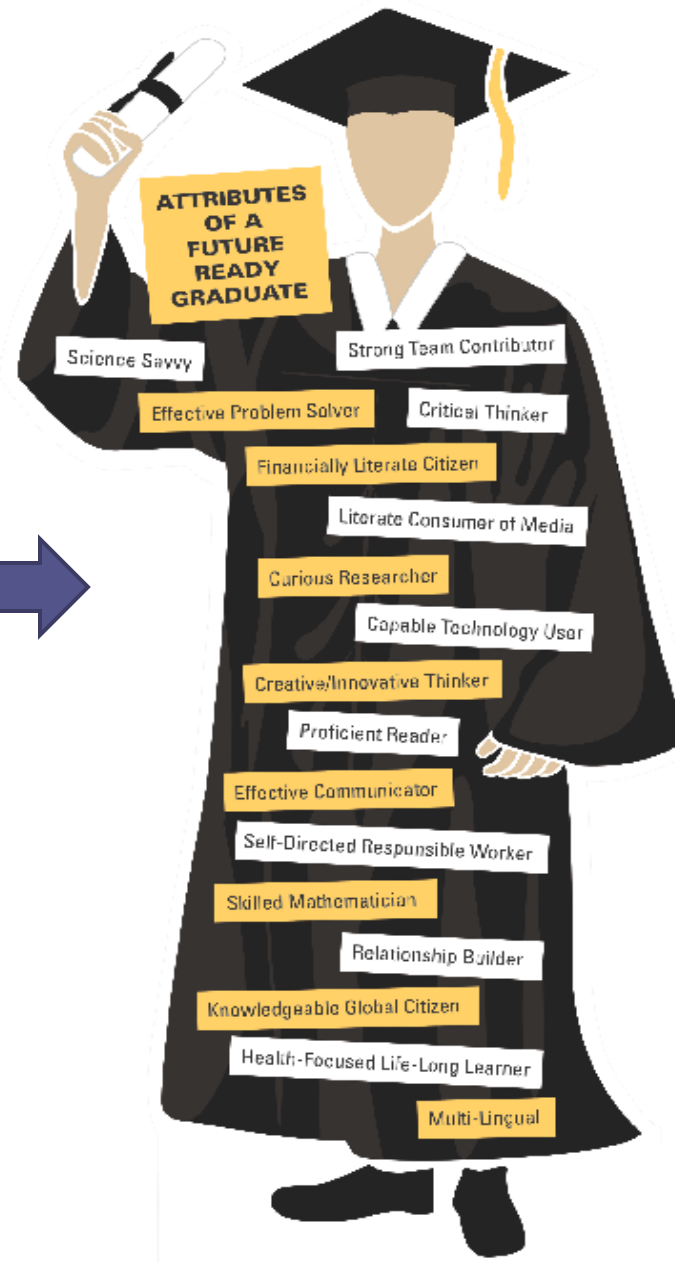 ATTRIBUTES
OF A
FUTURE
READY
GRADUATE
Science Savvy
Strong Team Contributor
Effective Problem Solver
Critical Thinker
Financially Literate Citizen
Literate Consumer of Media
Curious Researcher
Capable Technology User
Creative/Innovative Thinker
Proficient Reader
Effective Communicator
Self-Directed Responsible Worker
Skilled Mathematician
Relationship Builder
Knowledgeable Global Citizen
Health-Focused Life-Long Learner
Multi-Lingual